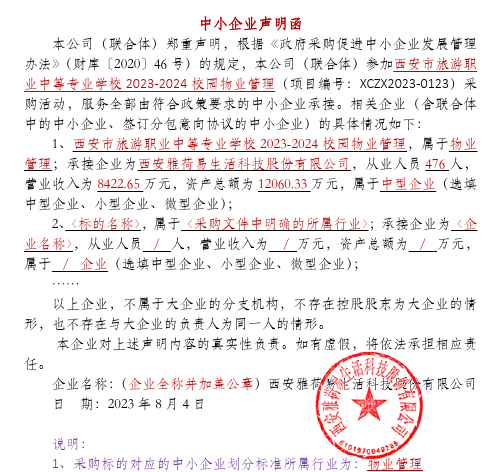 中小企业声明函
本公司（联合体）郑重声明，根据《政府采购促进中小企业发展管理
办法》（财库〔2020〕46 号）的规定，本公司（联合体）参加西安市旅游职
业中等专业学校 2023-2024 校园物业管理（项目编号：XCZX2023-0123）采
购活动，服务全部由符合政策要求的中小企业承接。相关企业（含联合体
中的中小企业、签订分包意向协议的中小企业）的具体情况如下：
1、西安市旅游职业中等专业学校 2023-2024 校园物业管理，属于物业
管理；承接企业为西安雅荷易生活科技股份有限公司，从业人员 476 人，
营业收入为 8422.65 万元，资产总额为 12060.33 万元，属于中型企业（选填
中型企业、小型企业、微型企业）；
2、〈标的名称〉，属于〈采购文件中明确的所属行业〉；承接企业为〈企
业名称〉，从业人员 / 人，营业收入为 / 万元，资产总额为 / 万元，
属于 / 企业（选填中型企业、小型企业、微型企业）；
……
以上企业，不属于大企业的分支机构，不存在控股股东为大企业的情
形，也不存在与大企业的负责人为同一人的情形。
本企业对上述声明内容的真实性负责。如有虚假，将依法承担相应责
任。
企业名称：（企业全称并加盖公章）西安雅荷易生活科技股份有限公司
日 期：2023 年 8 月 4 日
西安雅荷易生活科技股份有限公司
6101970049289
说明：
1、采购标的对应的中小企业划分标准所属行业为：物业管理